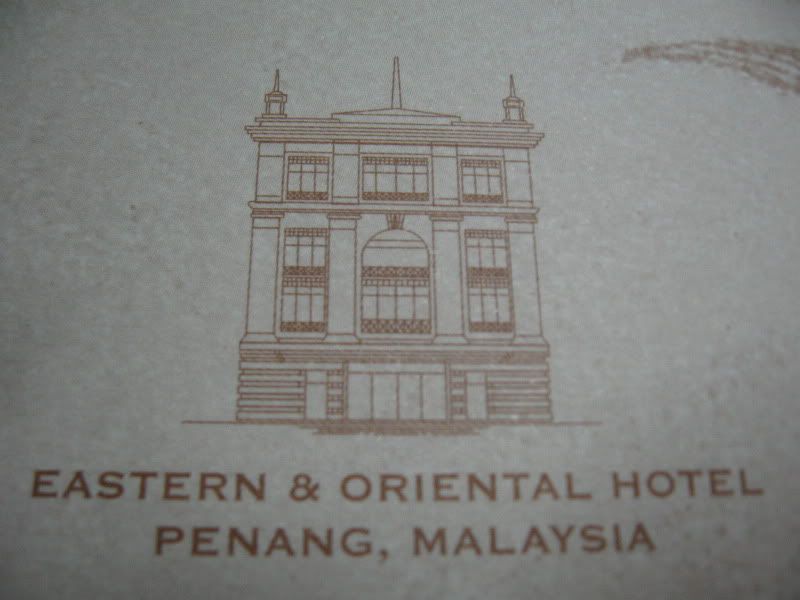 EASTERN & ORIENTAL HOTEL
PENANG, MALAYSIA